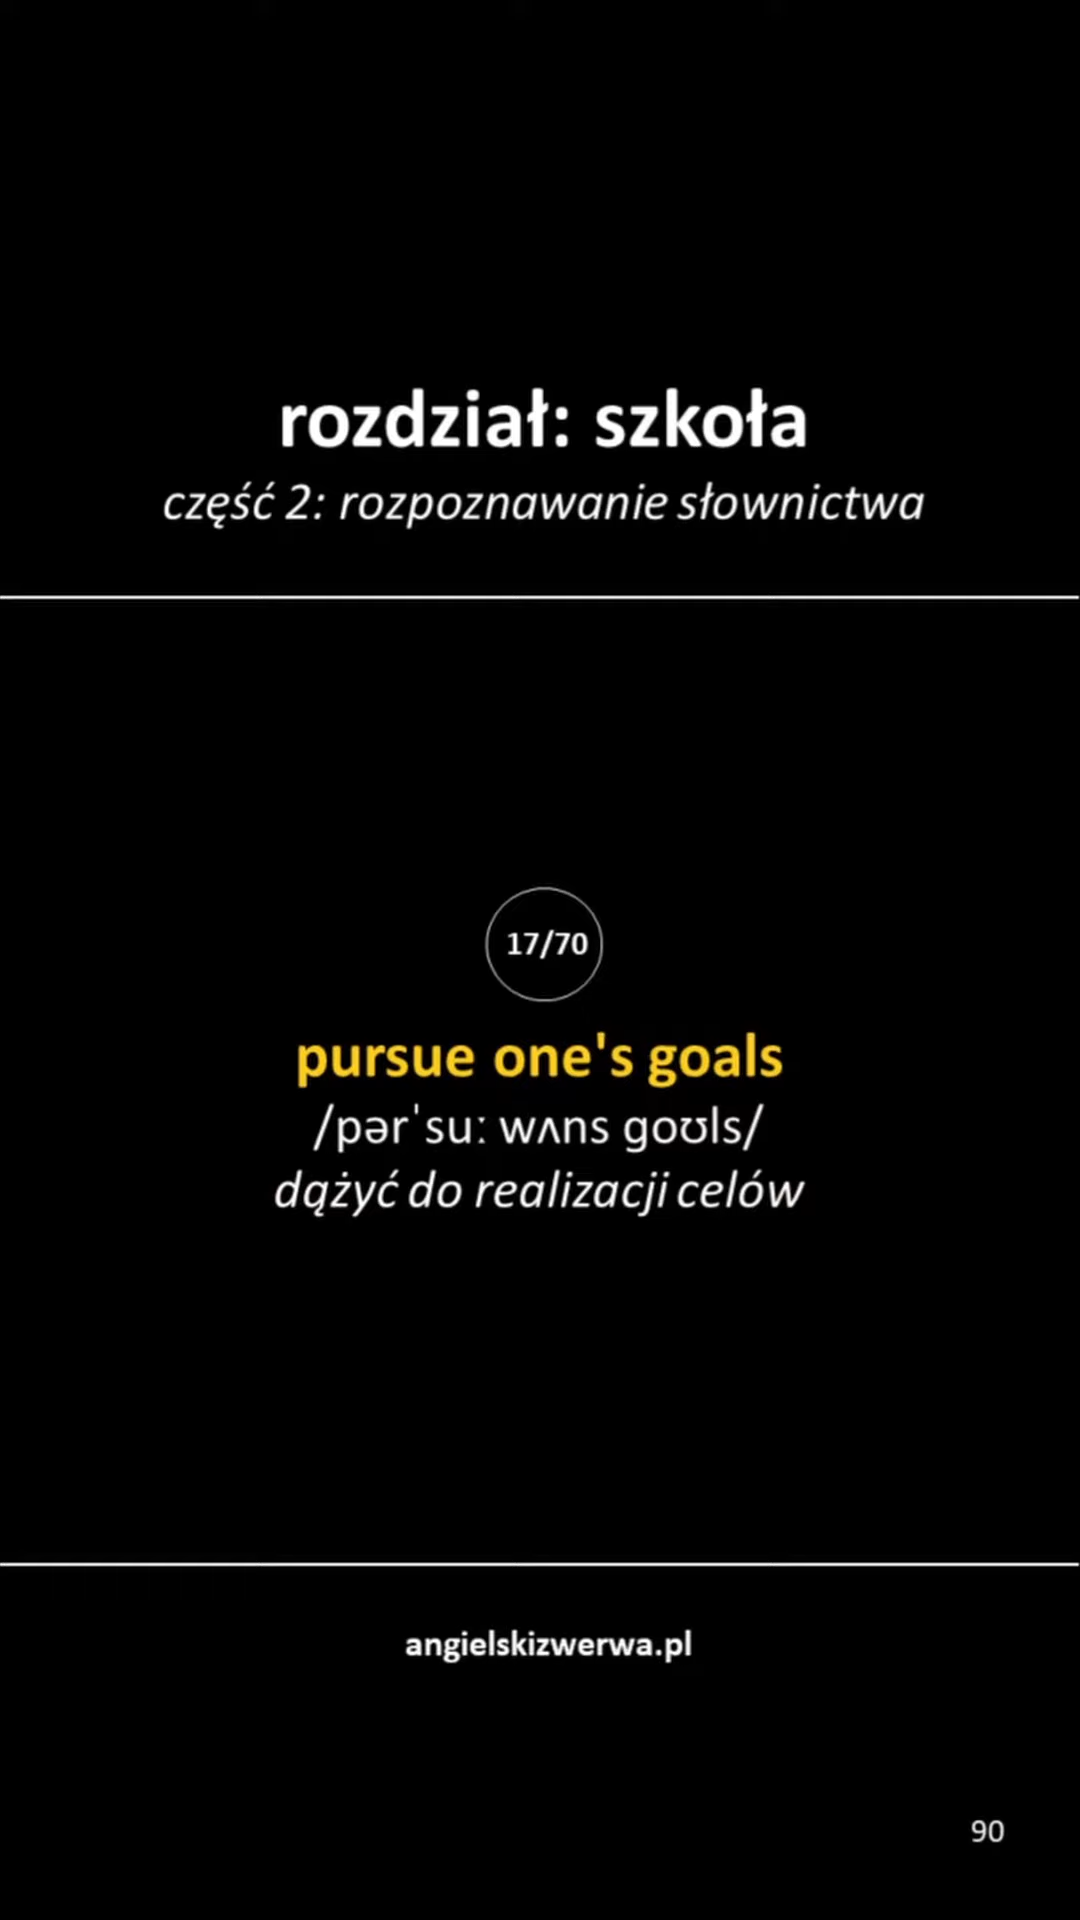 rozdział: szkoła
część 2: rozpoznawanie słownictwa
17/70
pursue one's goals
/pərˈsuː wʌns goʊls/
dążyć do realizacji celów
angielskizwerwa.pl
90